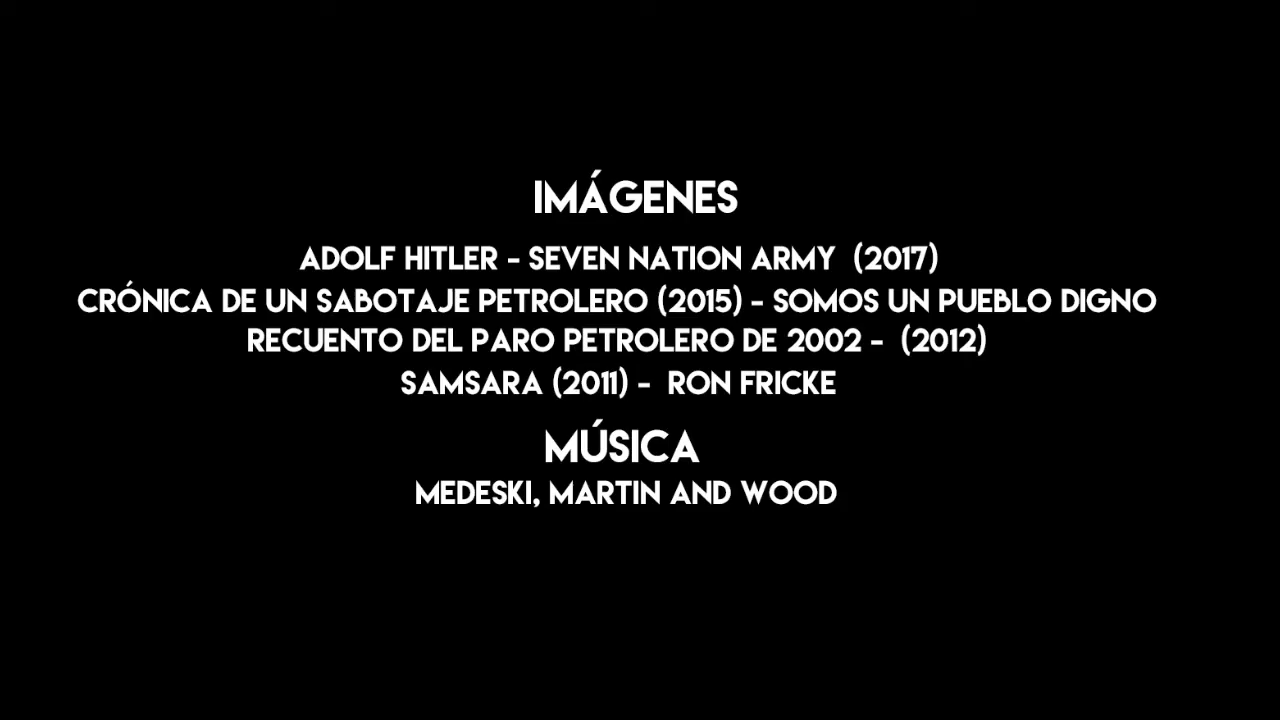 IMÁGENES
ADOLF HITLER - SEVEN NATION ARMY (2017)
CRÓNICA DE UN SABOTAJE PETROLERO (2015) - SOMOS UN PUEBLO DIGNO
RECUENTO DEL PARO PETROLERO DE 2002 - (2012)
SAMSARA (2011) - RON FRICKE
MÚSICA
MEDESKI, MARTIN AND WOOD